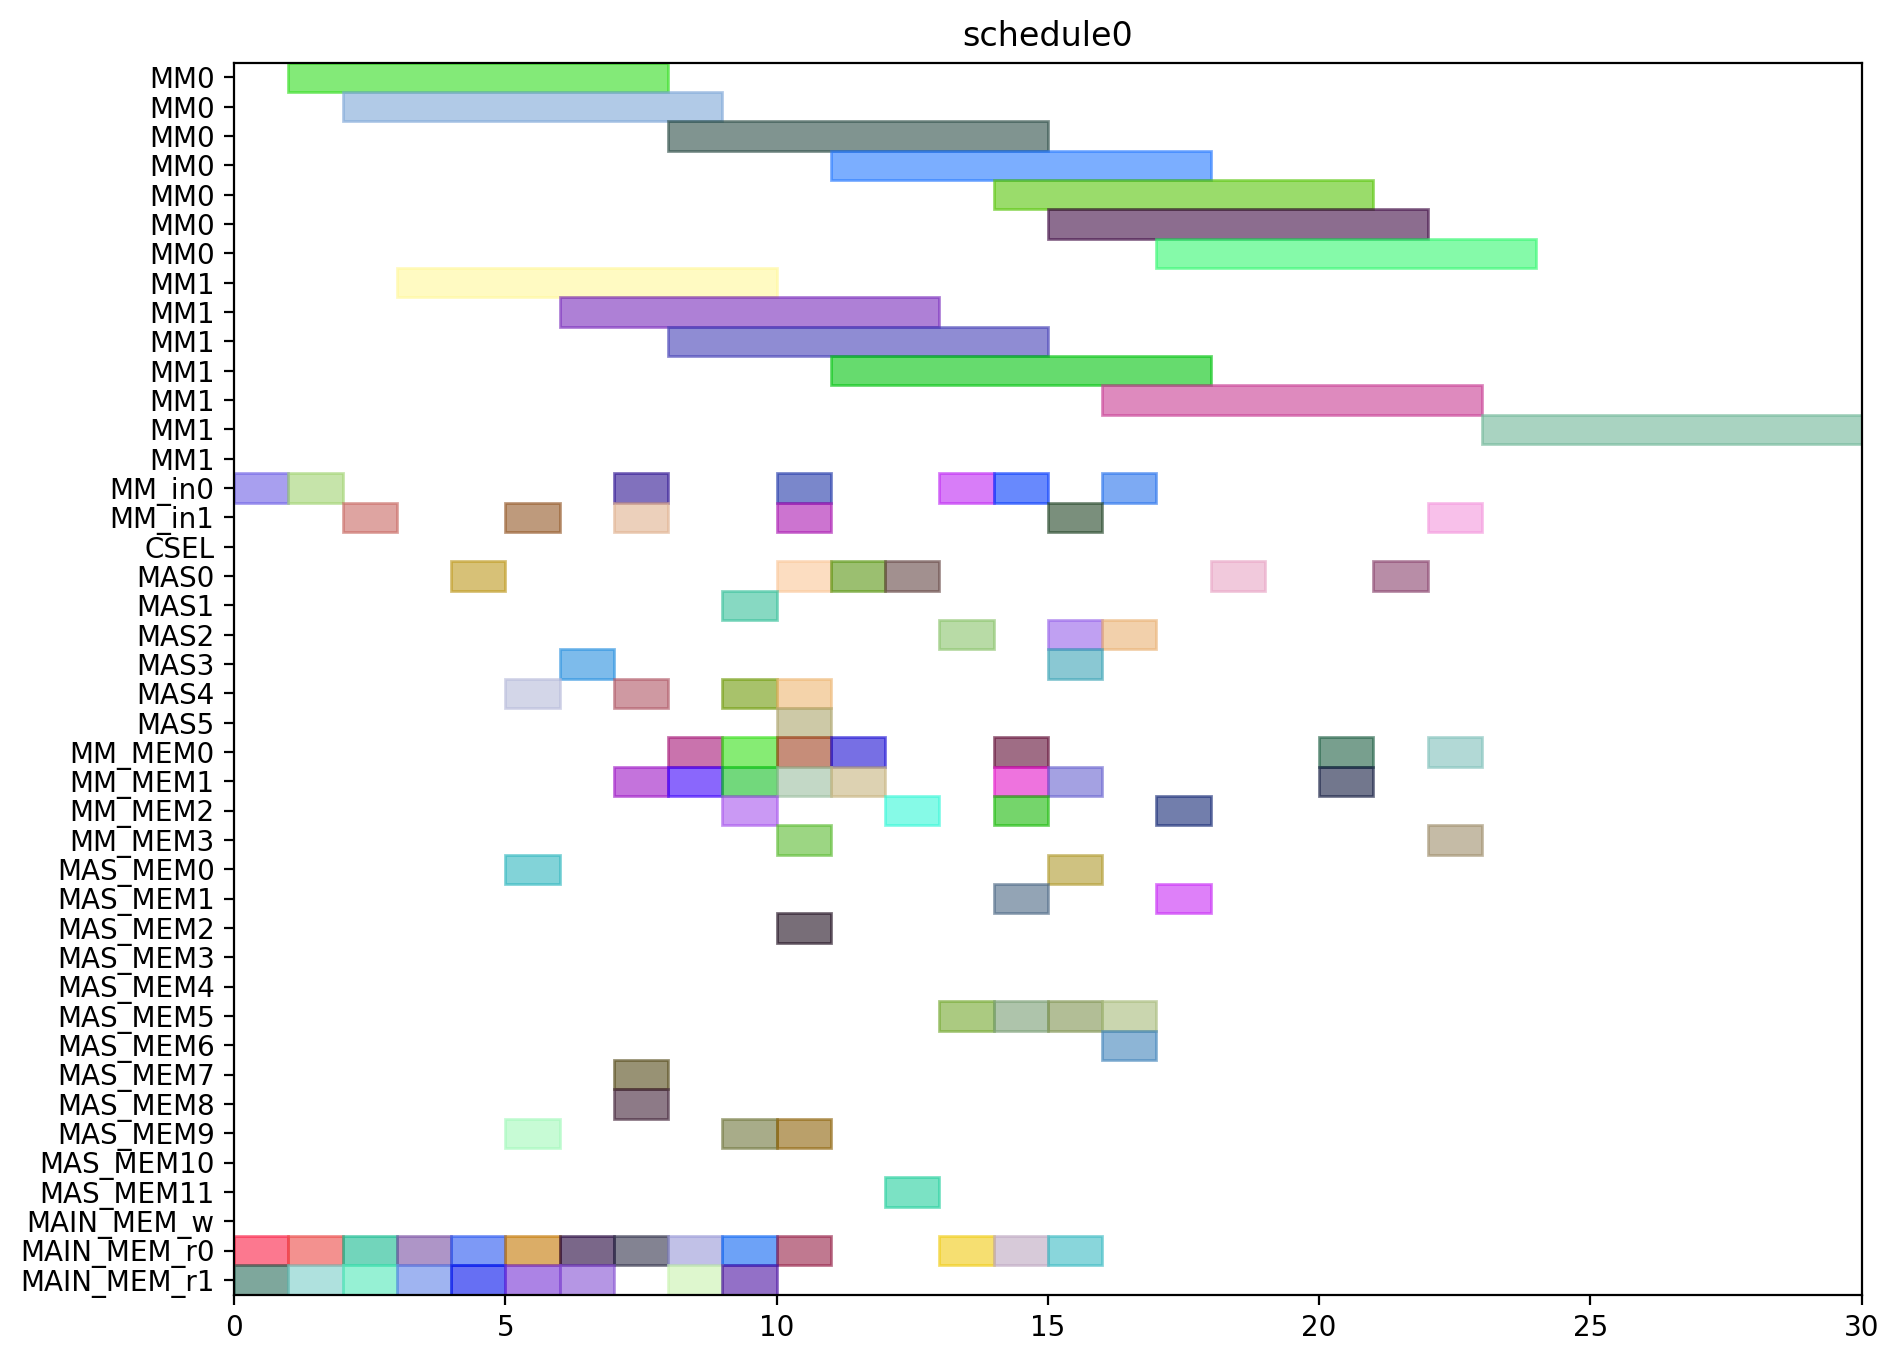 schedule0
MM0
MM0
MM0
MM0
MM0
MM0
MM0
MM1
MM1
MM1
MM1
MM1
MM1
MM1
MM_in0
MM_in1
CSEL
MAS0
MAS1
MAS2
MAS3
MAS4
MAS5
MM_MEM0
MM_MEM1
MM_MEM2
MM_MEM3
MAS_MEM0
MAS_MEM1
MAS_MEM2
MAS_MEM3
MAS_MEM4
MAS_MEM5
MAS_MEM6
MAS_MEM7
MAS_MEM8
MAS_MEM9
MAS_MEM10
MAS_MEM11
MAIN_MEM_w
MAIN_MEM_r0
MAIN_MEM_r1
0 5 10 15 20 25 30